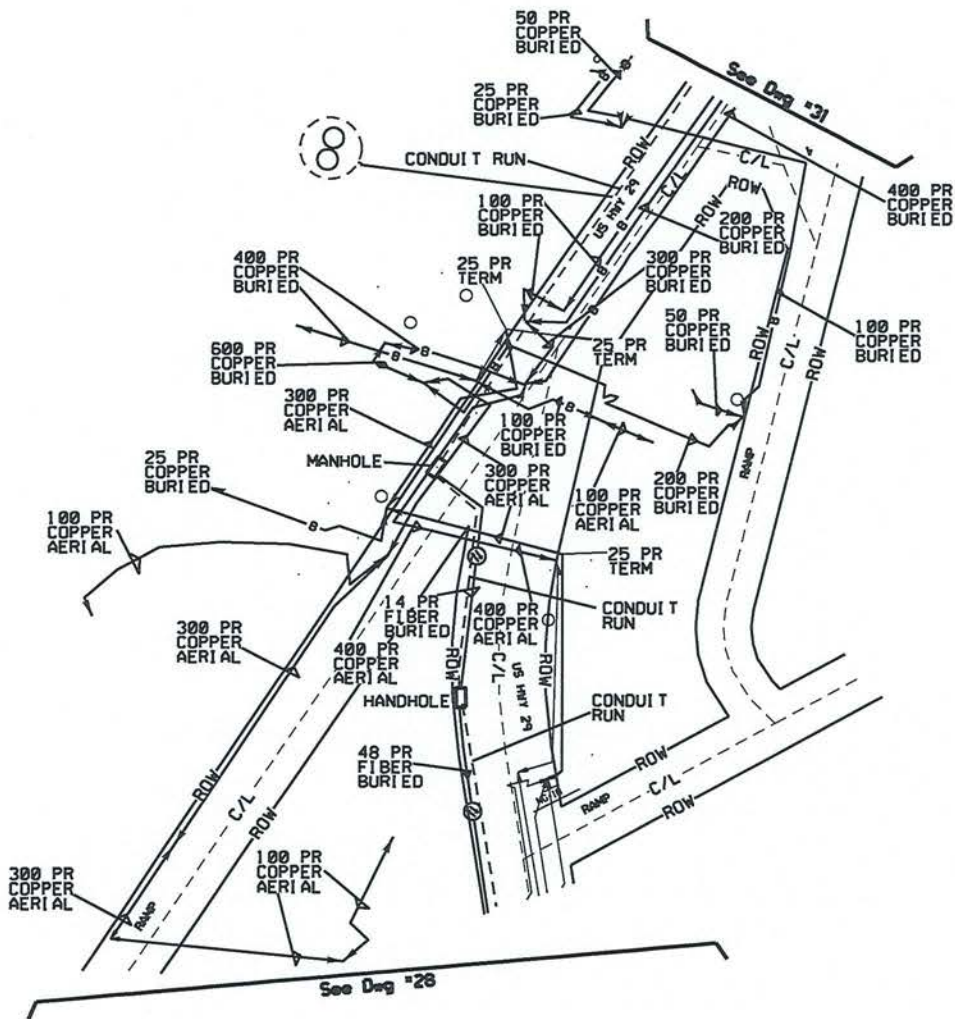 50 PR
COPPER
BURIED
See Dwg #31
25 PR
COPPER
BURIED
CONDUIT RUN
ROW
US HWY 29
C/L
C/L
ROW
ROW
400 PR
COPPER
BURIED
100 PR
COPPER
BURIED
B
200 PR
COPPER
BURIED
400 PR
COPPER
BURIED
25 PR
TERM
B
300 PR
COPPER
BURIED
B
50 PR
COPPER
BURIED
B
ROW
C/L
ROW
100 PR
COPPER
BURIED
600 PR
COPPER
BURIED
B
B
25 PR
TERM
300 PR
COPPER
AERIAL
B
100 PR
COPPER
BURIED
MANHOLE
300 PR
COPPER
AERIAL
100 PR
COPPER
AERIAL
200 PR
COPPER
BURIED
RAMP
25 PR
COPPER
BURIED
B
100 PR
COPPER
AERIAL
25 PR
TERM
14 PR
FIBER
BURIED
400 PR
COPPER
AERIAL
CONDUIT
RUN
300 PR
COPPER
AERIAL
400 PR
COPPER
AERIAL
ROW
C/L
US HWY 29
ROW
HANDHOLE
CONDUIT
RUN
48 PR
FIBER
BURIED
ROW
C/L
ROW
RAMP
ROW
C/L
ROW
300 PR
COPPER
AERIAL
RAMP
100 PR
COPPER
AERIAL
See Dwg #28